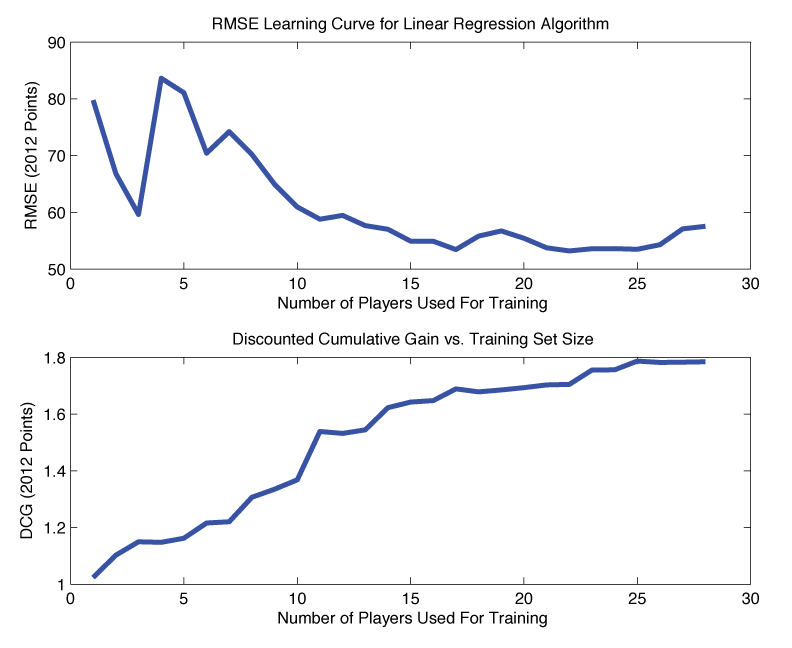 RMSE Learning Curve for Linear Regression Algorithm
90
80
70
60
50
RMSE (2012 Points)
0 5 10 15 20 25 30
Number of Players Used For Training
Discounted Cumulative Gain vs. Training Set Size
1.8
1.6
1.4
1.2
1
DCG (2012 Points)
0 5 10 15 20 25 30
Number of Players Used For Training